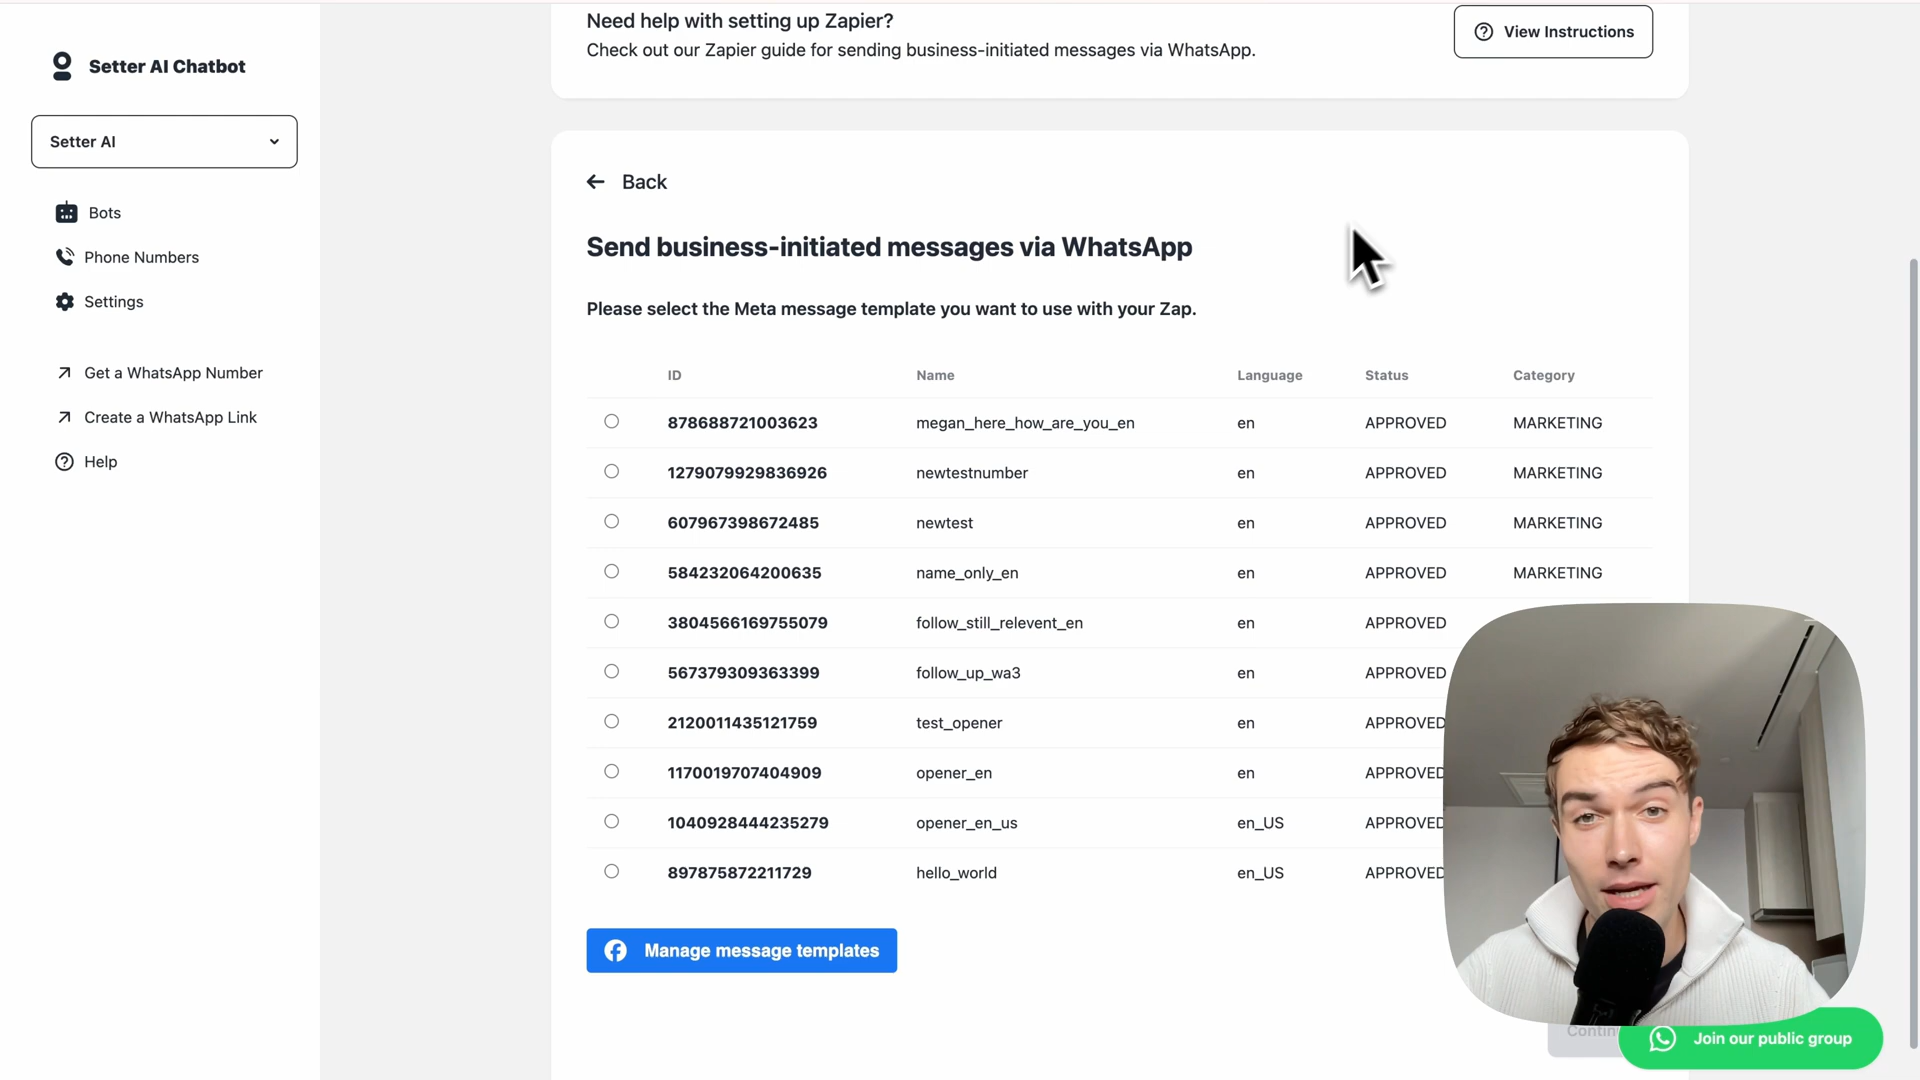 Need help with setting up Zapier?
Check out our Zapier guide for sending business-initiated messages via WhatsApp.
View Instructions
Setter AI Chatbot
Setter AI
Bots
Phone Numbers
Settings
Get a WhatsApp Number
Create a WhatsApp Link
Help
Back
Send business-initiated messages via WhatsApp
Please select the Meta message template you want to use with your Zap.
ID Name Language Status Category
878688721003623 megan_here_how_are_you_en en APPROVED MARKETING
1279079929836926 newtestnumber en APPROVED MARKETING
607967398672485 newtest en APPROVED MARKETING
584232064200635 name_only_en en APPROVED MARKETING
3804566169755079 follow_still_relevent_en en APPROVED
567379309363399 follow_up_wa3 en APPROVED
2120011435121759 test_opener en APPROVED
1170019707404909 opener_en en APPROVED
1040928444235279 opener_en_us en_US APPROVED
897875872211729 hello_world en_US APPROVED
Manage message templates
Contin
Join our public group